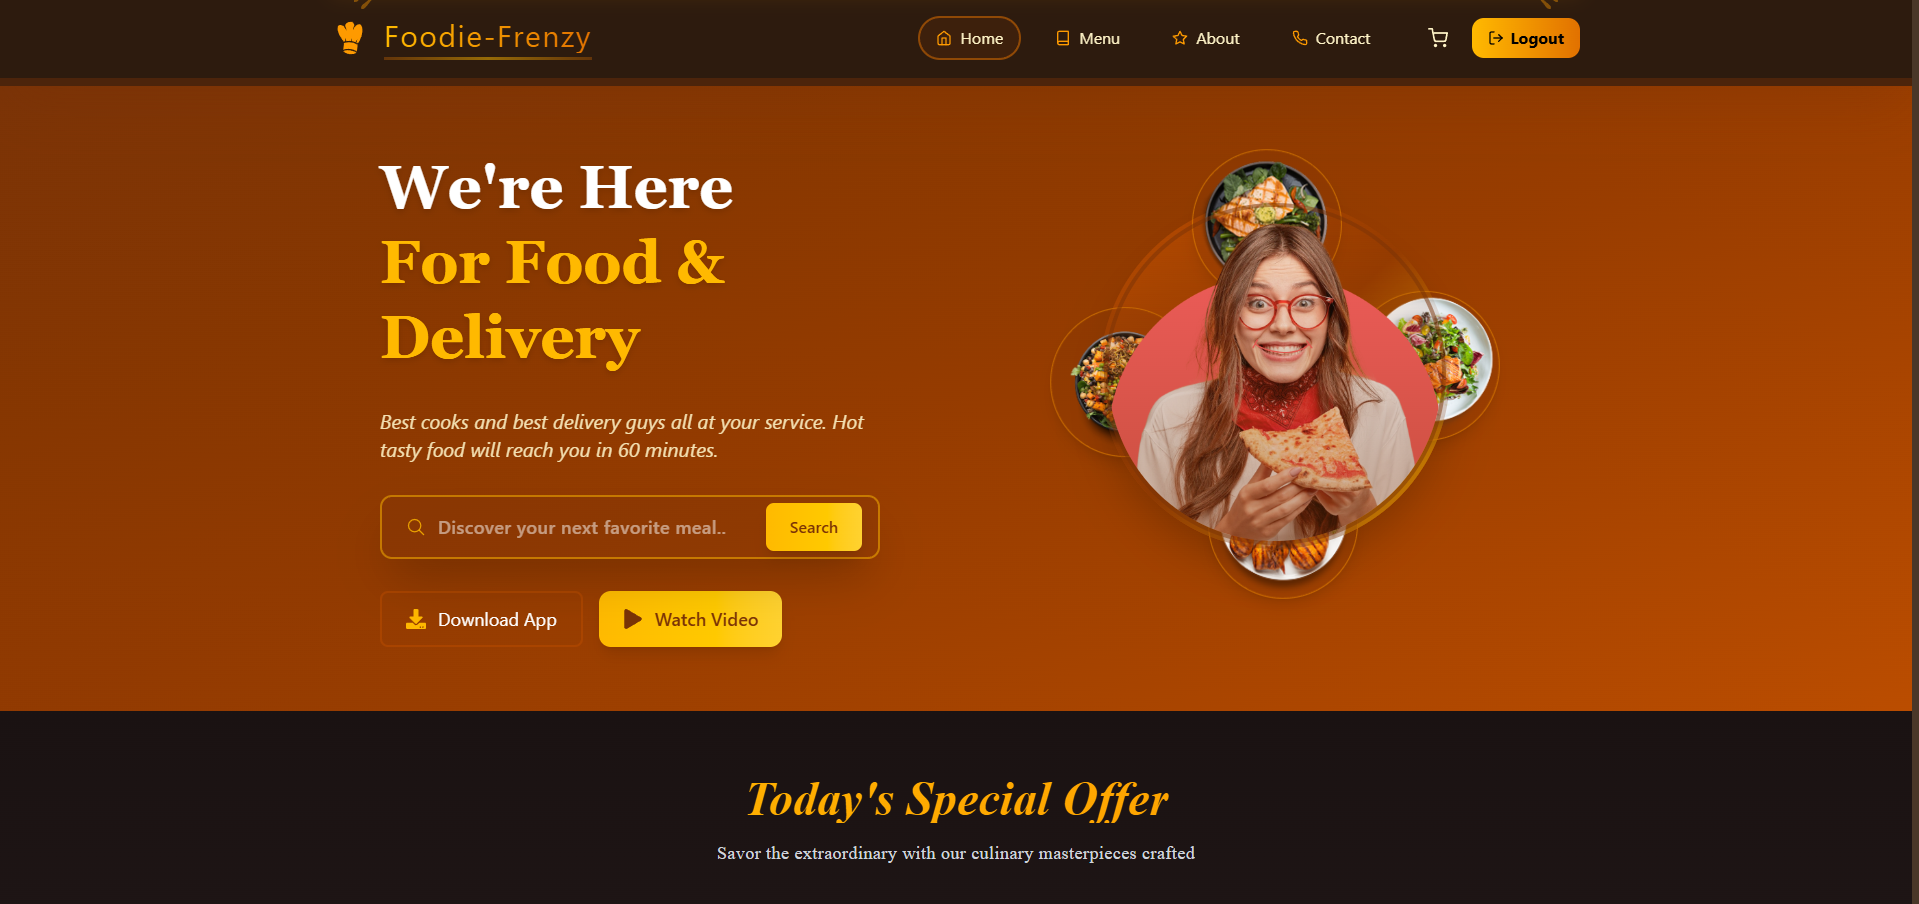 Foodie-Frenzy
Home
Menu
About
Contact
Logout
We're Here
For Food &
Delivery
Best cooks and best delivery guys all at your service. Hot
tasty food will reach you in 60 minutes.
Discover your next favorite meal..
Search
Download App
Watch Video
Today's Special Offer
Savor the extraordinary with our culinary masterpieces crafted